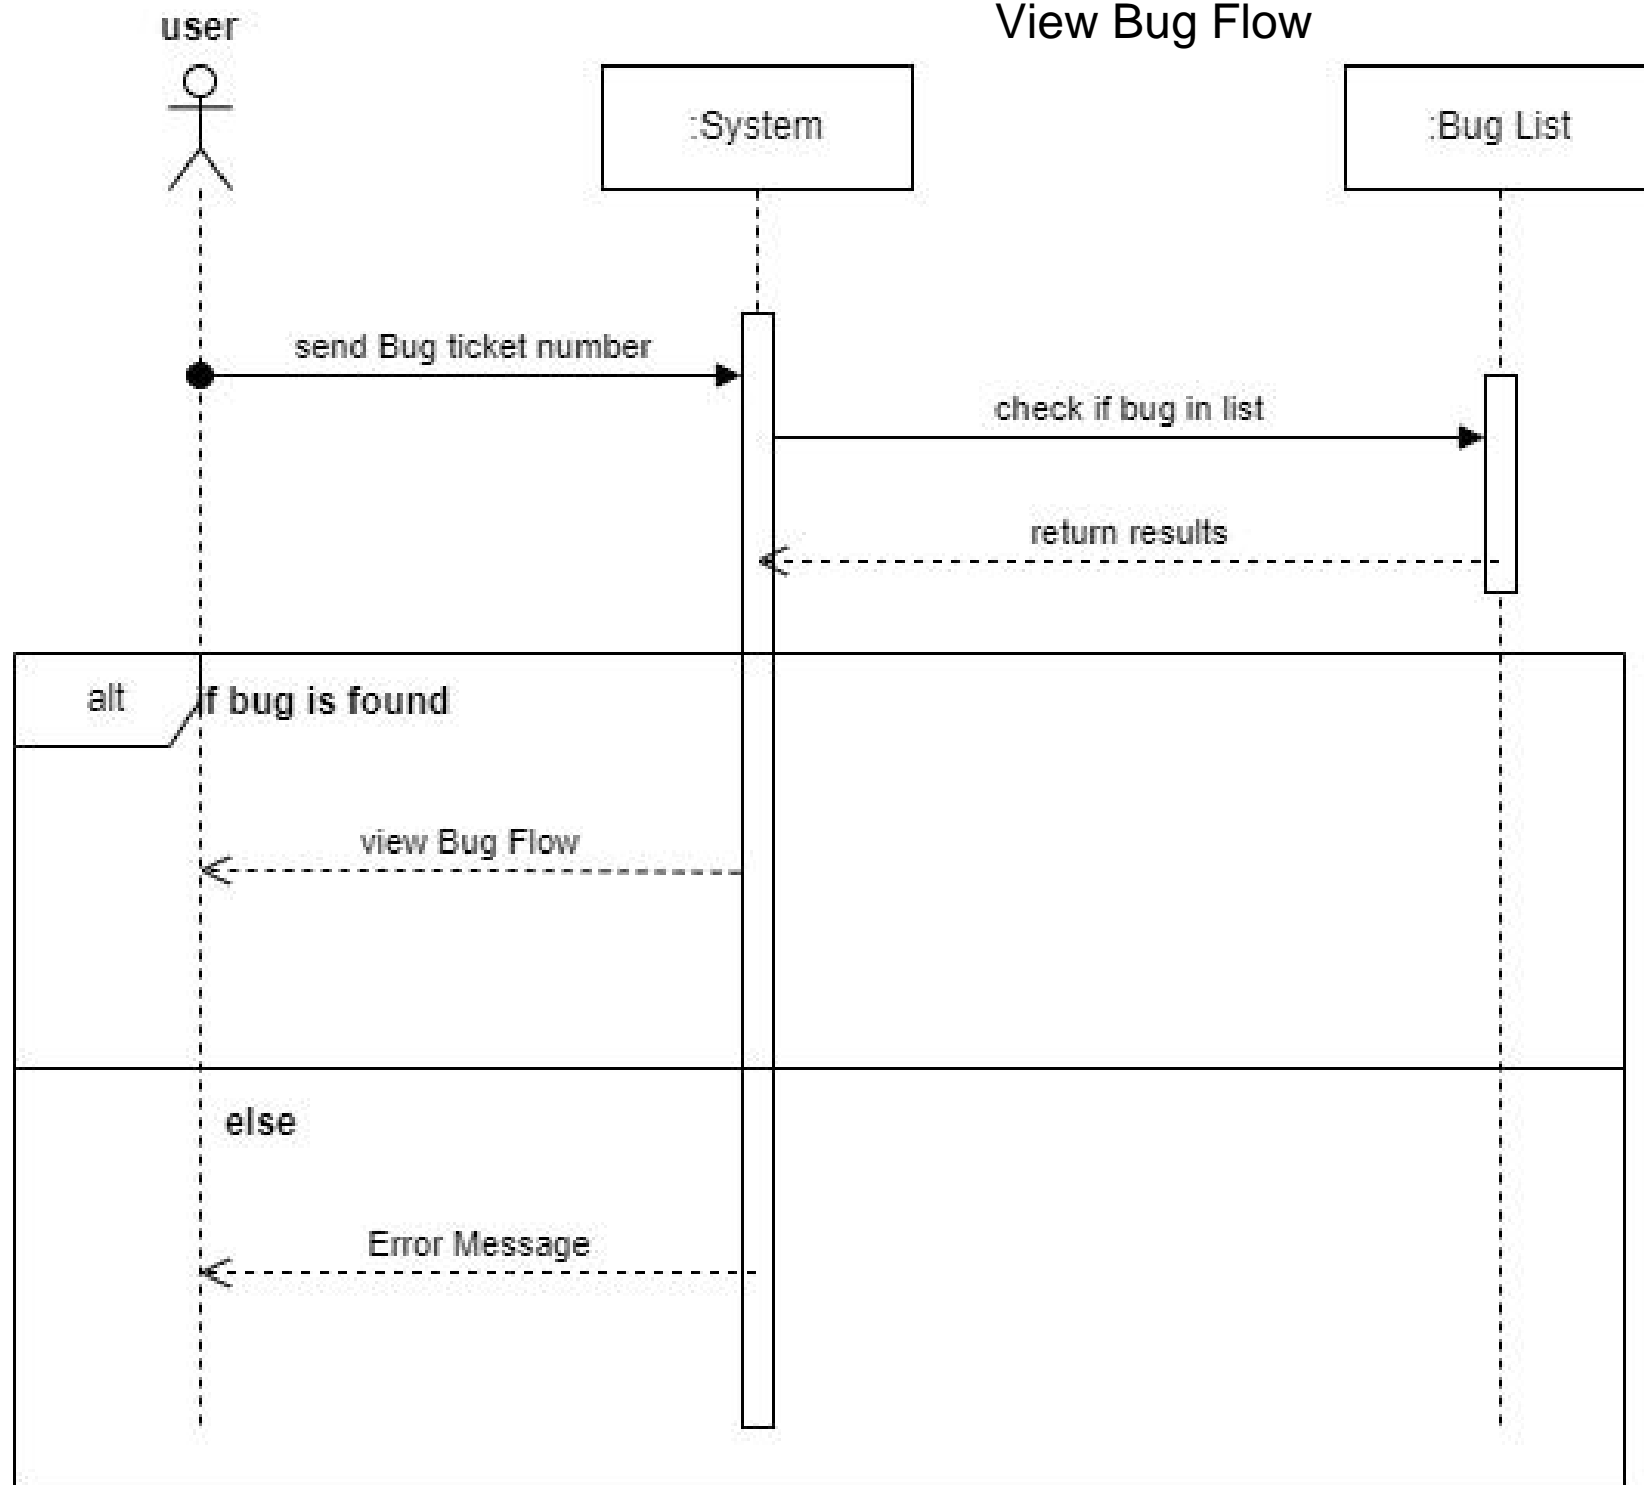 user
View Bug Flow
:System
:Bug List
send Bug ticket number
check if bug in list
return results
alt
if bug is found
view Bug Flow
else
Error Message